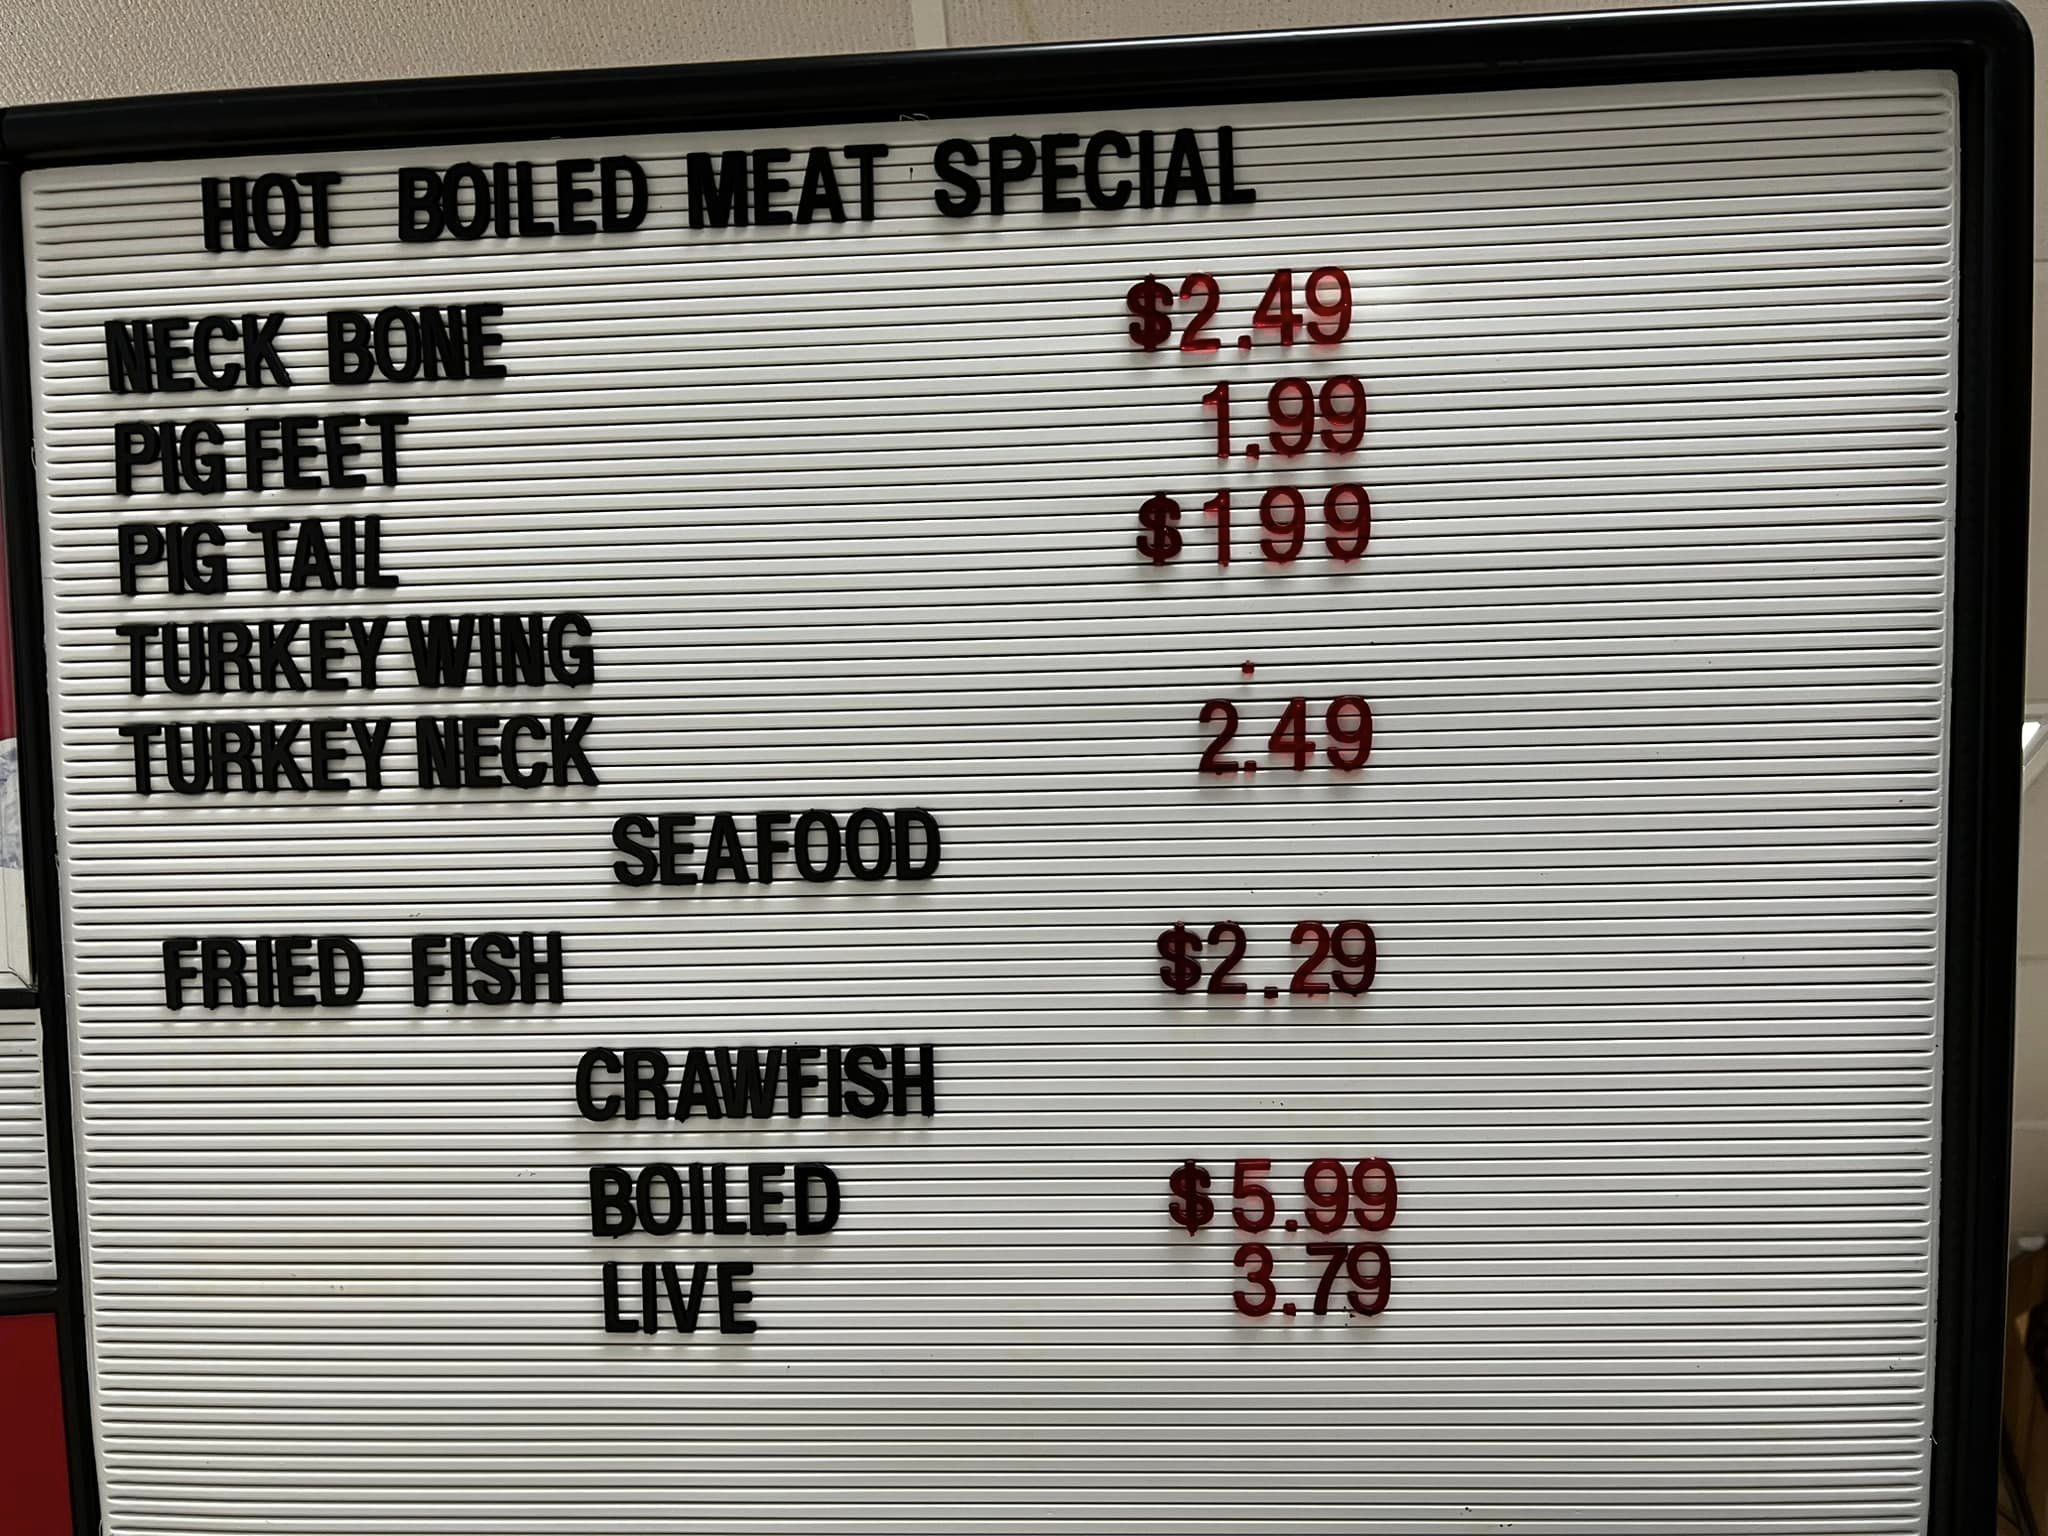 HOT BOILED MEAT SPECIAL
NECK BONE $2.49
PIG FEET 1.99
PIG TAIL $199
TURKEY WING .
TURKEY NECK 2.49
SEAFOOD
FRIED FISH $2.29
CRAWFISH
BOILED $5.99
LIVE 3.79